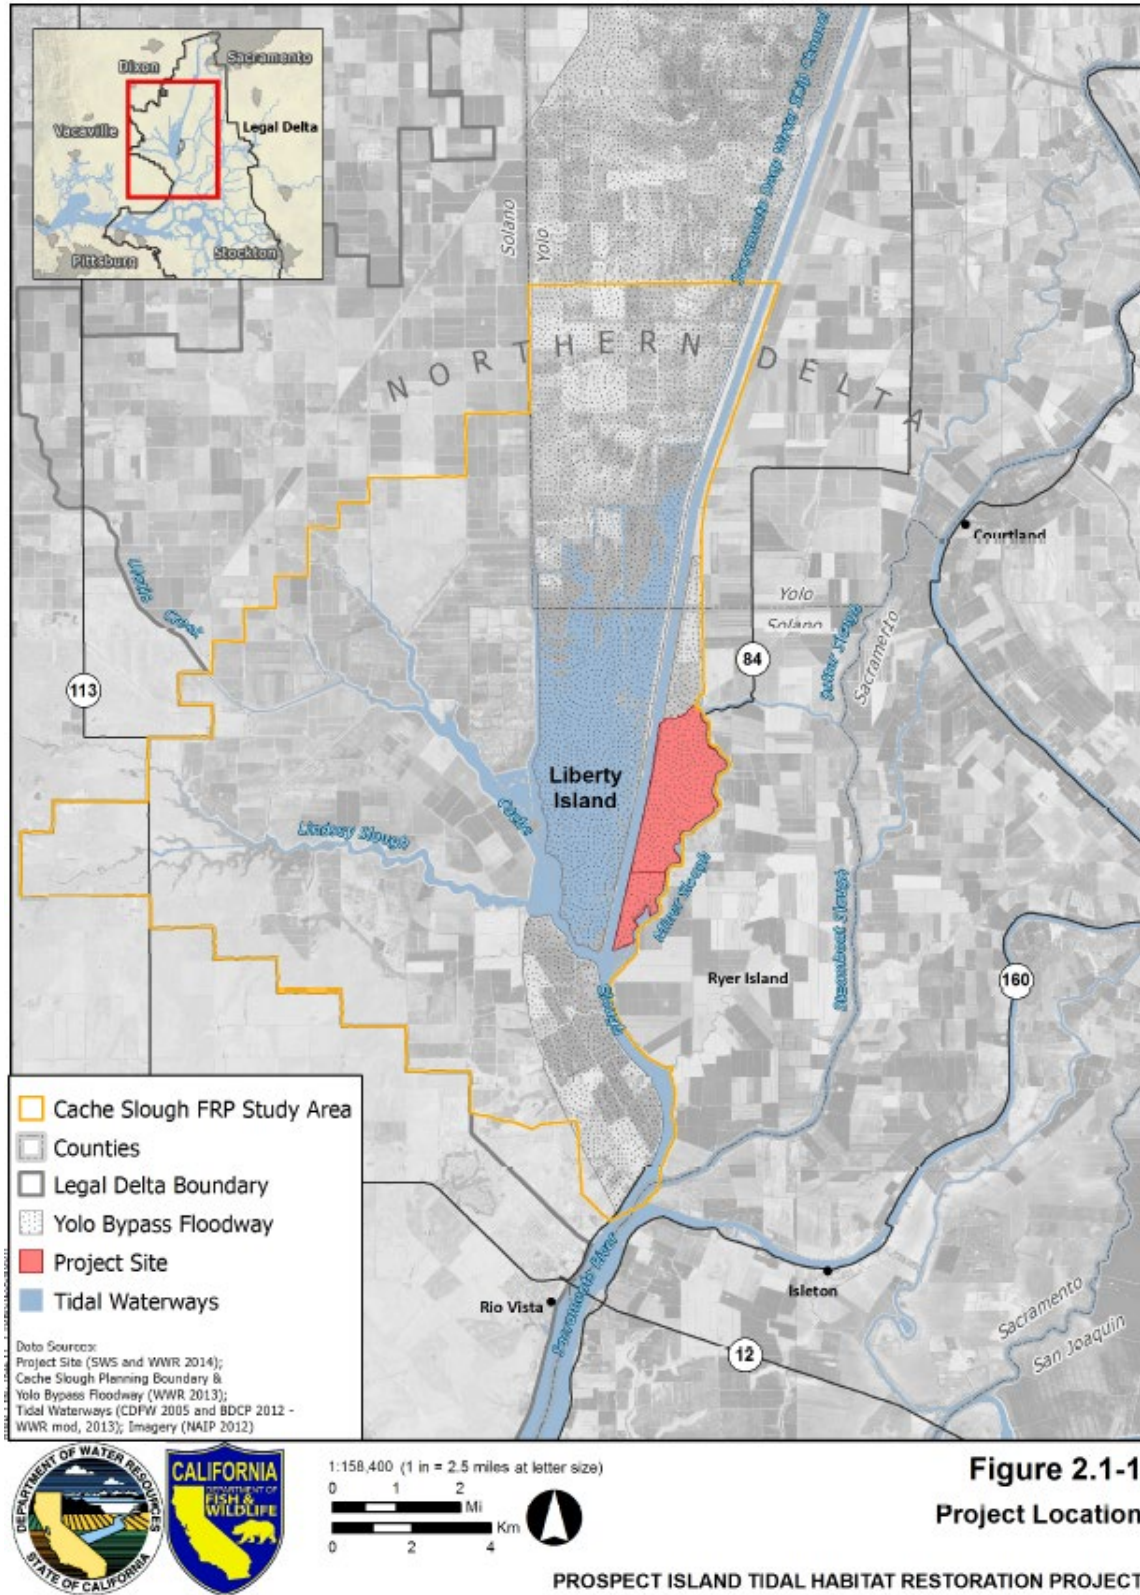 Dixon
Sacramento
Vacaville
Legal Delta
Pittsburg
Stockton
Sacramento Deep Water Ship Channel
Solano
Yolo
NORTHERN DELTA
Courtland
Yolo
Solano
Sutter Slough
Sacramento
84
113
Ulatis Creek
Liberty
Island
Cache
Lindsey Slough
Miner Slough
Steamboat Slough
Ryer Island
160
Slough
Cache Slough FRP Study Area
Counties
Legal Delta Boundary
Yolo Bypass Floodway
Project Site
Tidal Waterways
Rio Vista
Sacramento River
Isleton
Sacramento
San Joaquin
12
Data Sources:
Project Site (SWS and WWR 2014);
Cache Slough Planning Boundary &
Yolo Bypass Floodway (WWR 2013);
Tidal Waterways (CDFW 2005 and BDCP 2012 -
WWR mod, 2013); Imagery (NAIP 2012)
DEPARTMENT OF WATER RESOURCES
STATE OF CALIFORNIA
CALIFORNIA
DEPARTMENT OF
FISH &
WILDLIFE
1:158,400 (1 in = 2.5 miles at letter size)
0 1 2
Mi
Km
0 2 4
Figure 2.1-1
Project Location
PROSPECT ISLAND TIDAL HABITAT RESTORATION PROJECT